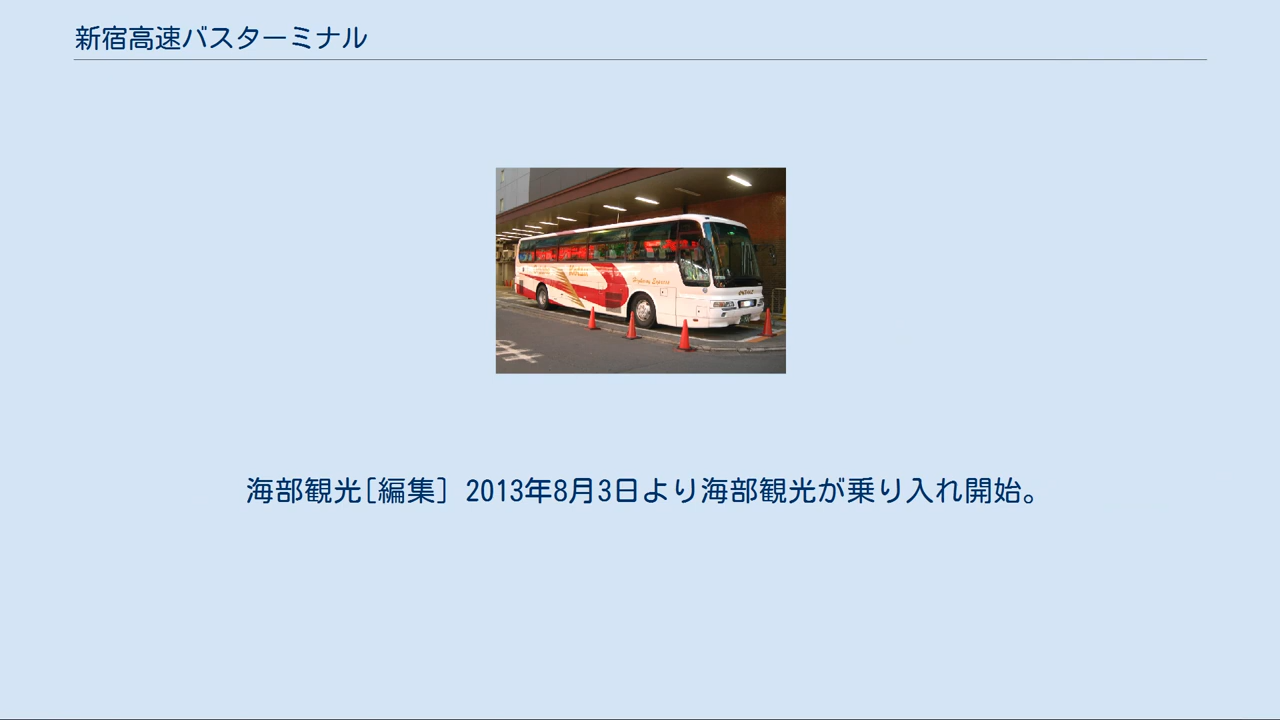 新宿高速バスターミナル
Highway Express
海部観光[編集] 2013年8月3日より海部観光が乗り入れ開始。